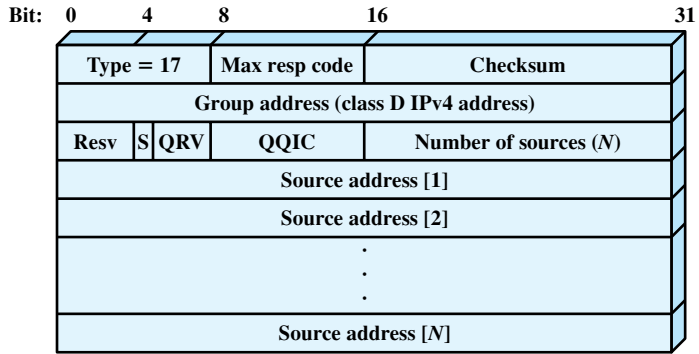 Bit: 0 4 8 16 31
Type = 17 Max resp code Checksum
Group address (class D IPv4 address)
Resv S QRV QQIC Number of sources (N)
Source address [1]
Source address [2]
.
.
.
Source address [N]